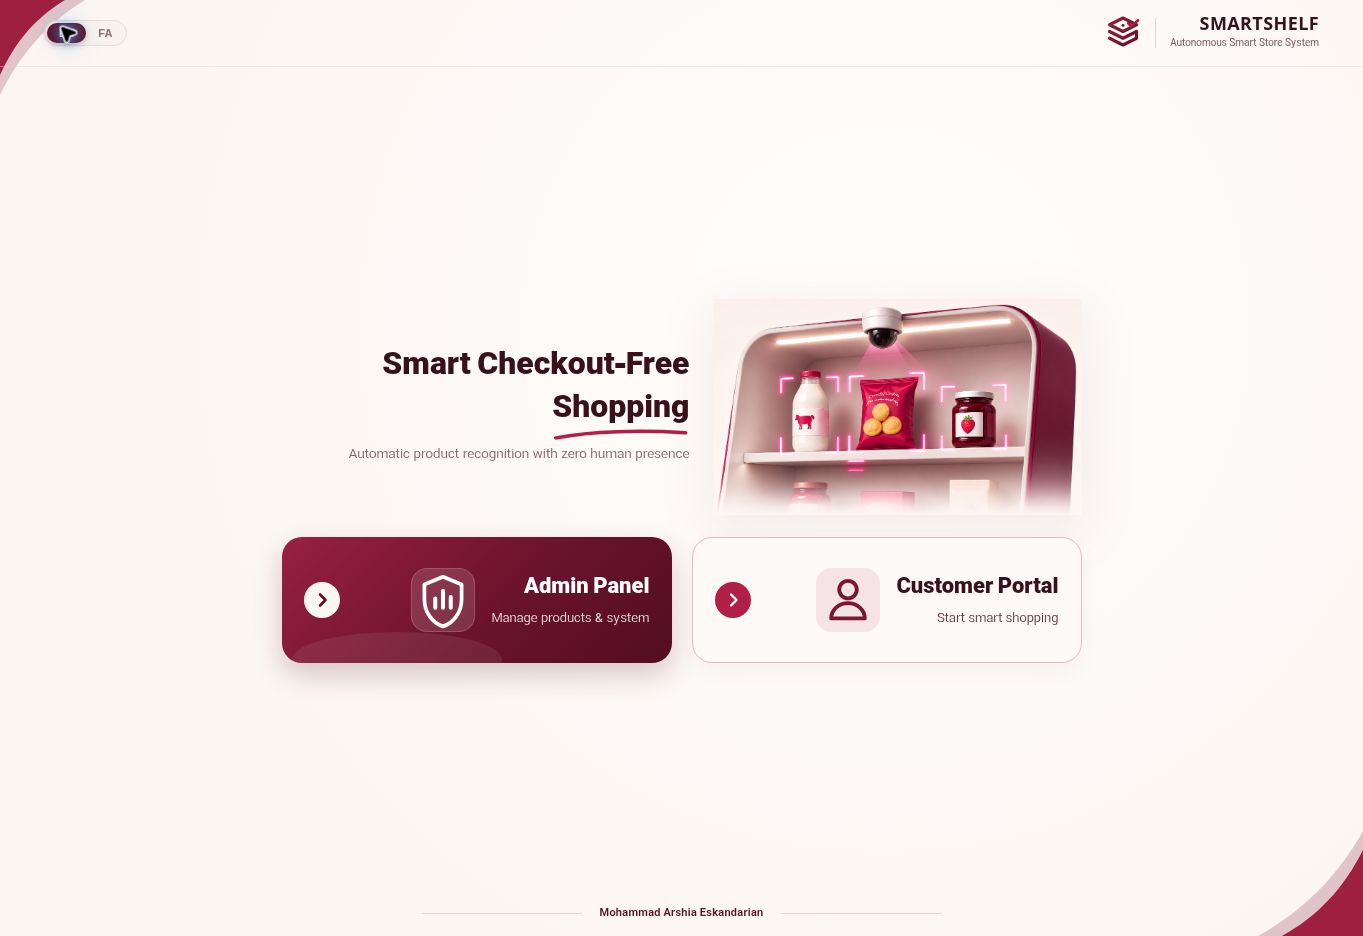 FA
SMARTSHELF
Autonomous Smart Store System
Smart Checkout-Free
Shopping
Automatic product recognition with zero human presence
Admin Panel
Manage products & system
Customer Portal
Start smart shopping
Mohammad Arshia Eskandarian